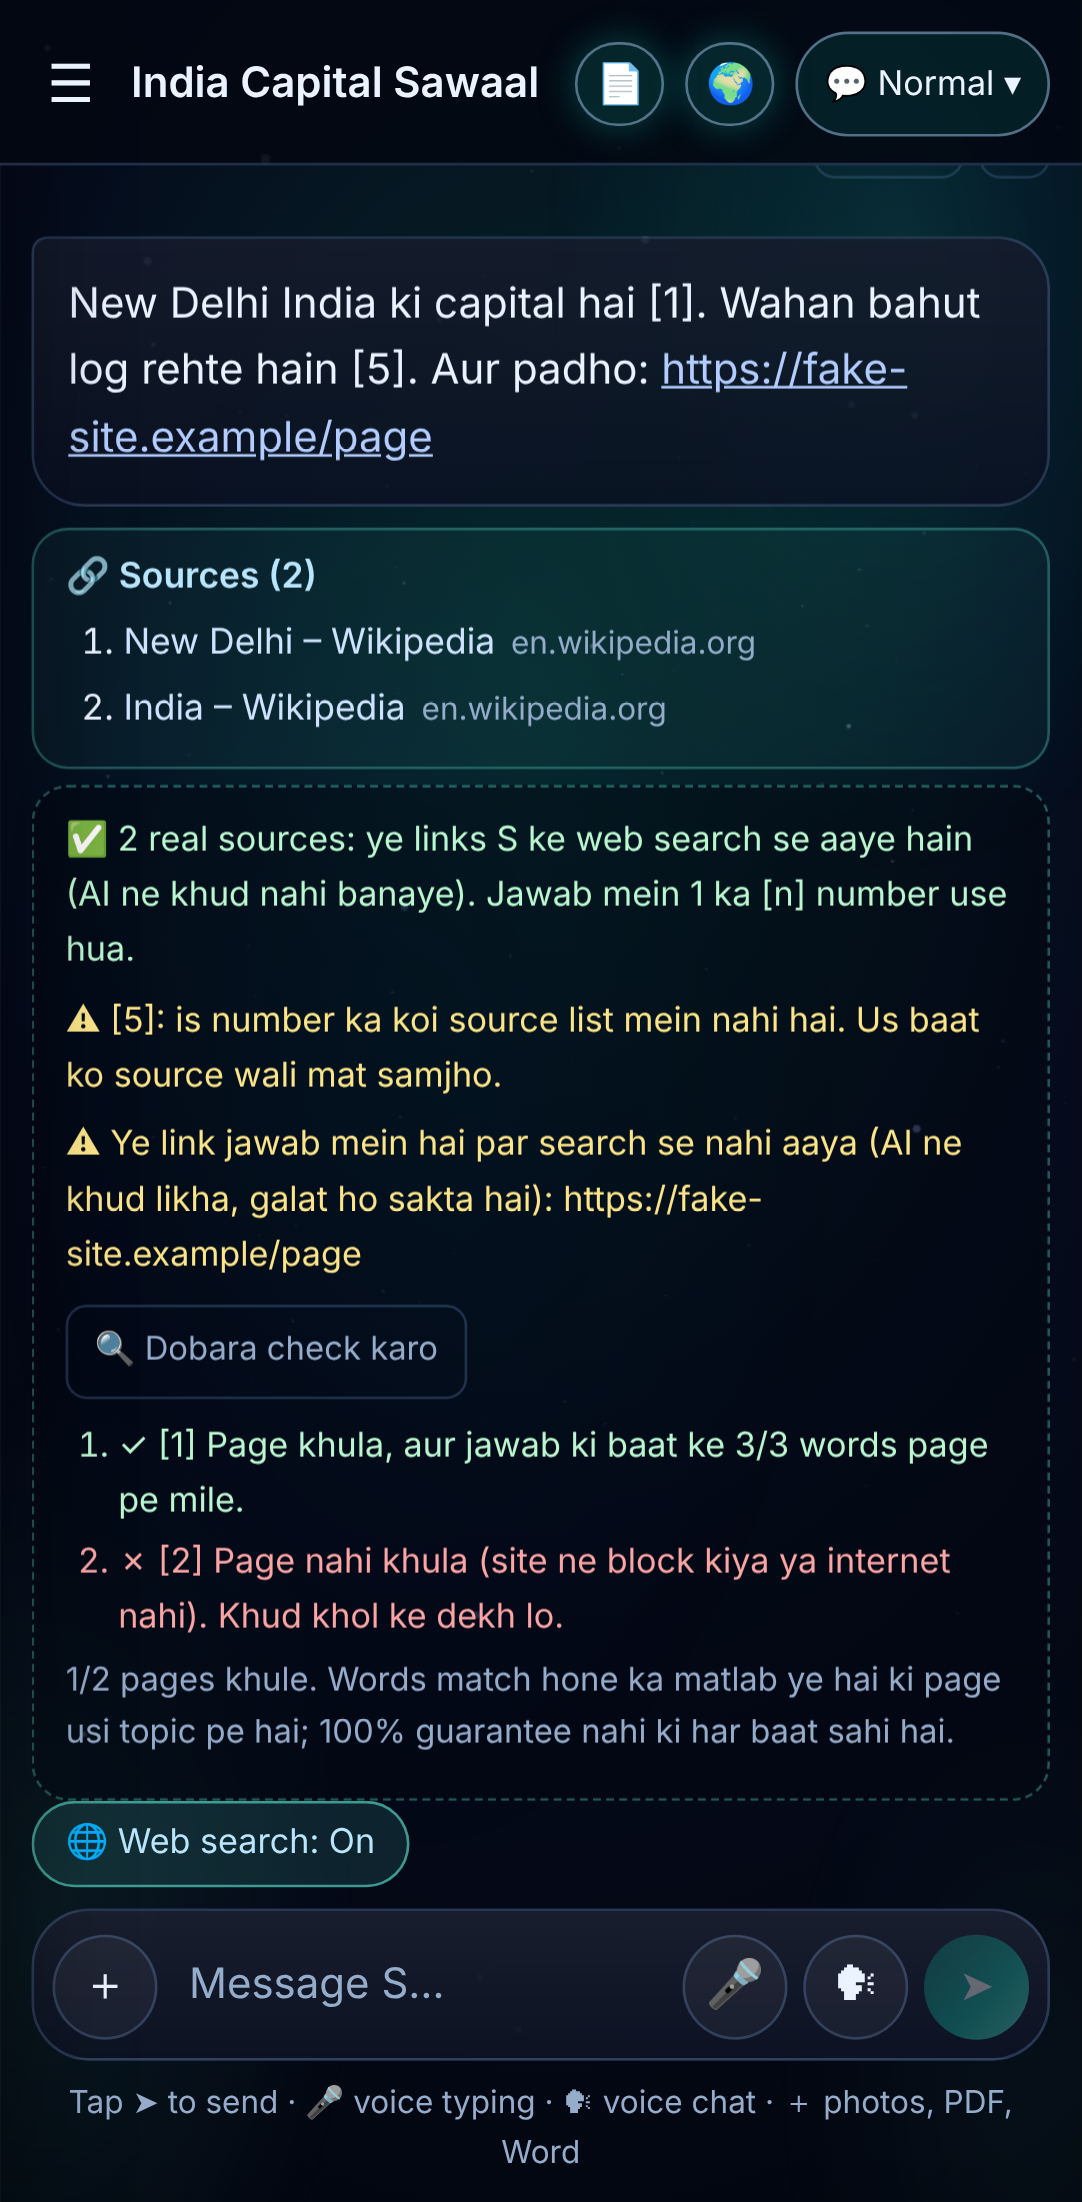 ☰ India Capital Sawaal 📄 🌍 💬 Normal ▾
New Delhi India ki capital hai [1]. Wahan bahut
log rehte hain [5]. Aur padho: https://fake-
site.example/page
🔗 Sources (2)
1. New Delhi – Wikipedia en.wikipedia.org
2. India – Wikipedia en.wikipedia.org
✅ 2 real sources: ye links S ke web search se aaye hain
(AI ne khud nahi banaye). Jawab mein 1 ka [n] number use
hua.
⚠ [5]: is number ka koi source list mein nahi hai. Us baat
ko source wali mat samjho.
⚠ Ye link jawab mein hai par search se nahi aaya (AI ne
khud likha, galat ho sakta hai): https://fake-
site.example/page
🔍 Dobara check karo
1. ✓ [1] Page khula, aur jawab ki baat ke 3/3 words page
pe mile.
2. × [2] Page nahi khula (site ne block kiya ya internet
nahi). Khud khol ke dekh lo.
1/2 pages khule. Words match hone ka matlab ye hai ki page
usi topic pe hai; 100% guarantee nahi ki har baat sahi hai.
🌐 Web search: On
+ Message S... 🎤 🗣 ➤
Tap ➤ to send · 🎤 voice typing · 🗣 voice chat · + photos, PDF,
Word